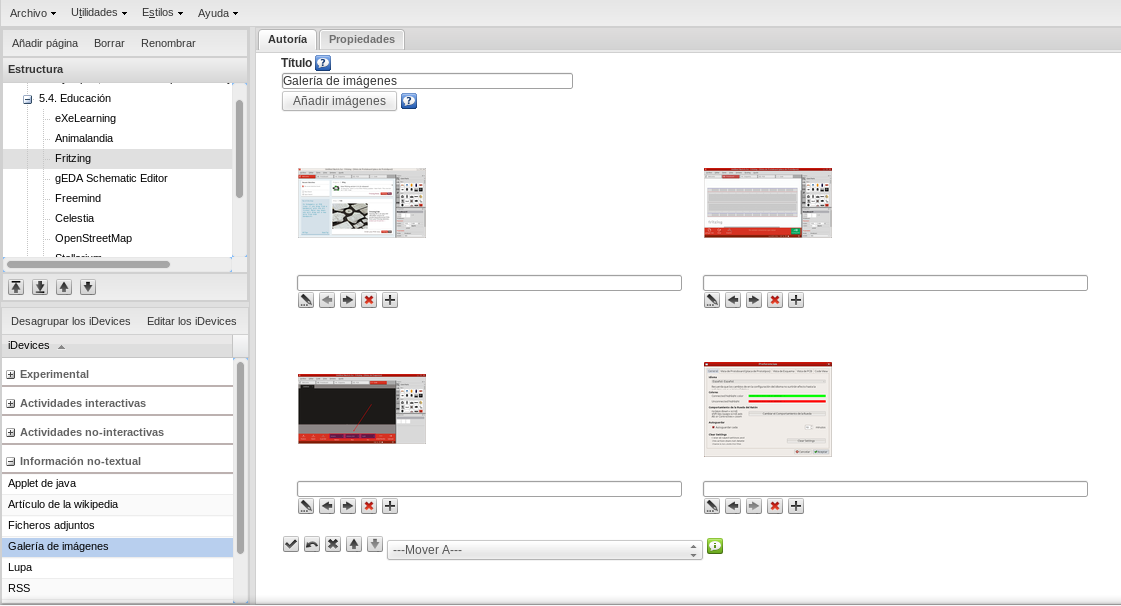 Archivo Utilidades Estilos Ayuda
Añadir página Borrar Renombrar
Estructura
5.4. Educación
eXeLearning
Animalandia
Fritzing
gEDA Schematic Editor
Freemind
Celestia
OpenStreetMap
Desagrupar los iDevices Editar los iDevices
iDevices
Experimental
Actividades interactivas
Actividades no-interactivas
Información no-textual
Applet de java
Artículo de la wikipedia
Ficheros adjuntos
Galería de imágenes
Lupa
RSS
Autoría Propiedades
Título
Galería de imágenes
Añadir imágenes
---Mover A---